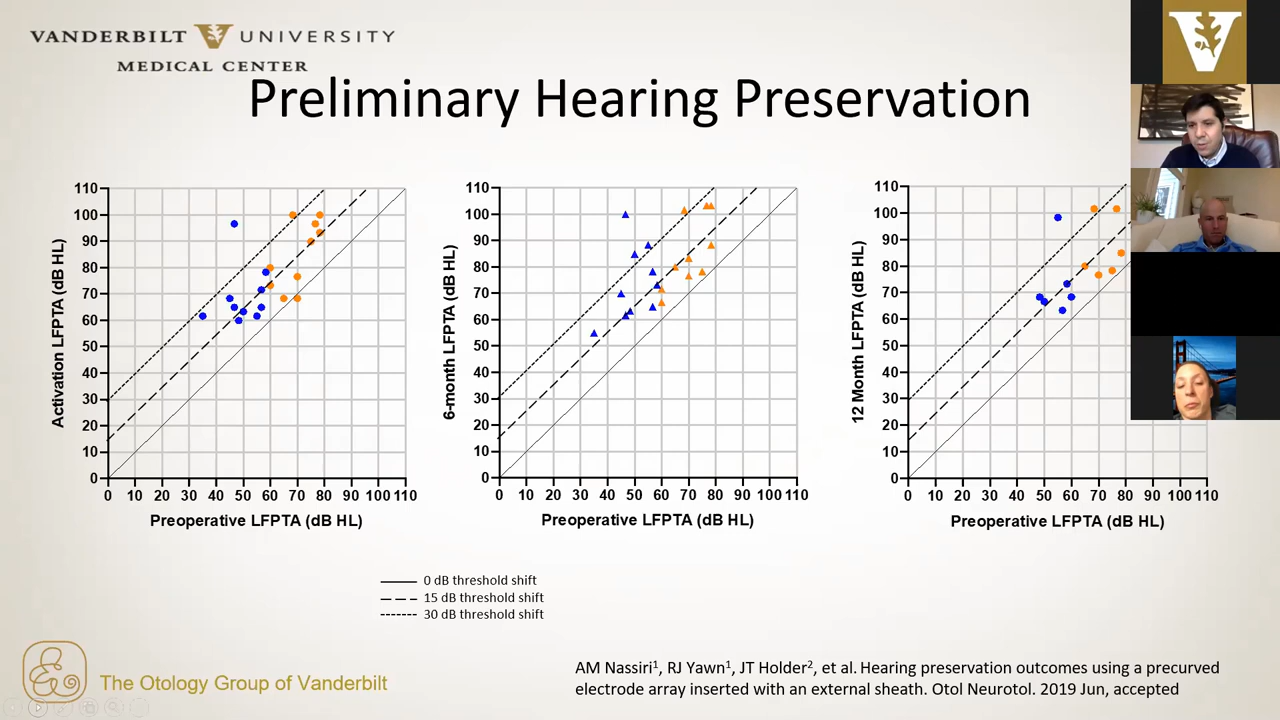 VANDERBILT UNIVERSITY
MEDICAL CENTER
Preliminary Hearing Preservation
110
100
90
80
70
60
50
40
30
20
10
0
Activation LFPTA (dB HL)
0 10 20 30 40 50 60 70 80 90 100 110
Preoperative LFPTA (dB HL)
110
100
90
80
70
60
50
40
30
20
10
0
6-month LFPTA (dB HL)
0 10 20 30 40 50 60 70 80 90 100 110
Preoperative LFPTA (dB HL)
110
100
90
80
70
60
50
40
30
20
10
0
12 Month LFPTA (dB HL)
0 10 20 30 40 50 60 70 80 90 100 110
Preoperative LFPTA (dB HL)
0 dB threshold shift
15 dB threshold shift
30 dB threshold shift
The Otology Group of Vanderbilt
AM Nassiri¹, RJ Yawn¹, JT Holder², et al. Hearing preservation outcomes using a precurved
electrode array inserted with an external sheath. Otol Neurotol. 2019 Jun, accepted
V